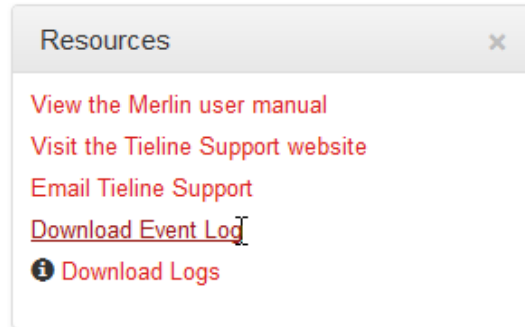 Resources
View the Merlin user manual
Visit the Tieline Support website
Email Tieline Support
Download Event Log
Download Logs